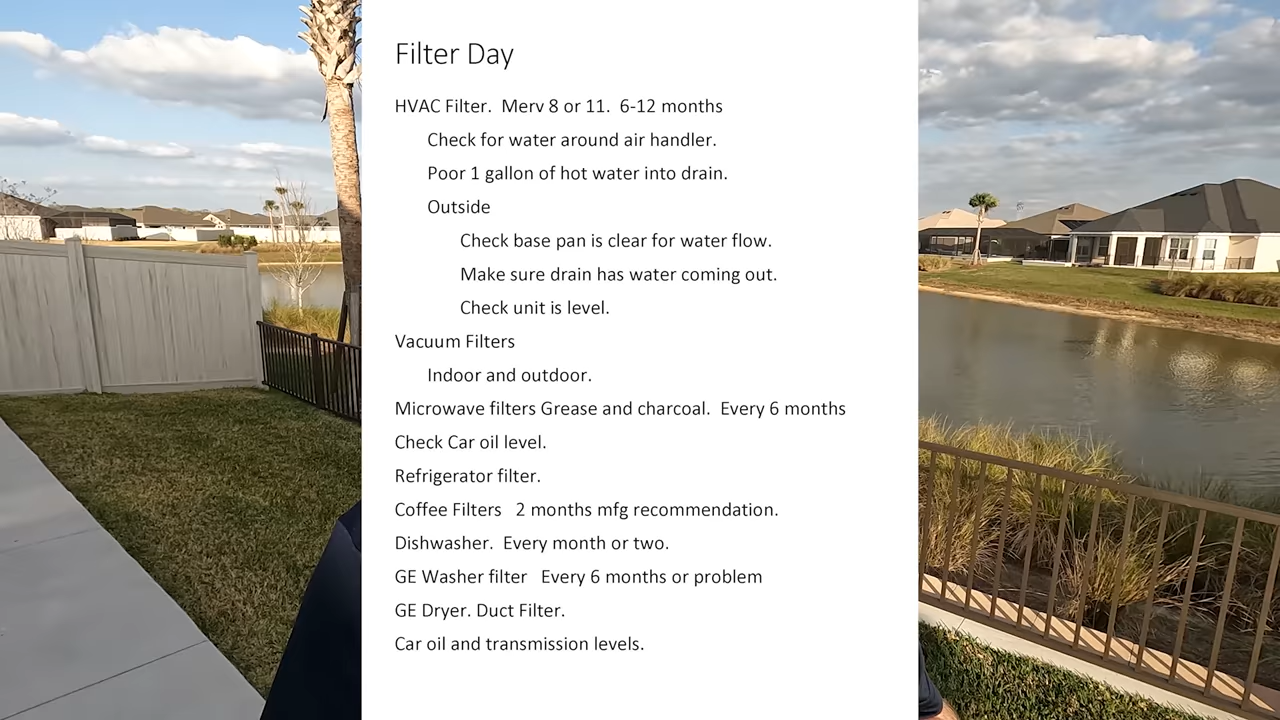 Filter Day
HVAC Filter.  Merv 8 or 11.  6-12 months
Check for water around air handler.
Poor 1 gallon of hot water into drain.
Outside
Check base pan is clear for water flow.
Make sure drain has water coming out.
Check unit is level.
Vacuum Filters
Indoor and outdoor.
Microwave filters Grease and charcoal.  Every 6 months
Check Car oil level.
Refrigerator filter.
Coffee Filters   2 months mfg recommendation.
Dishwasher.  Every month or two.
GE Washer filter   Every 6 months or problem
GE Dryer. Duct Filter.
Car oil and transmission levels.